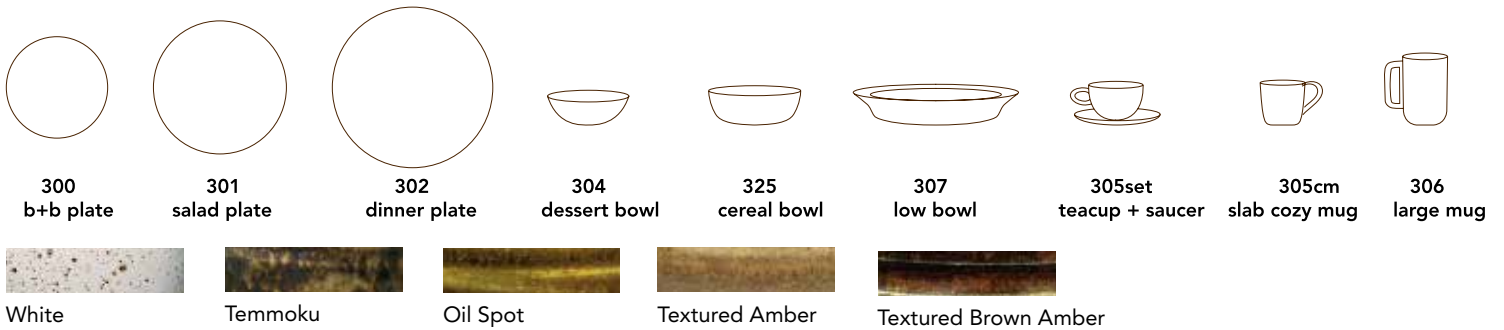 300
b+b plate
301
salad plate
302
dinner plate
304
dessert bowl
325
cereal bowl
307
low bowl
305set
teacup + saucer
305cm
slab cozy mug
306
large mug
White
Temmoku
Oil Spot
Textured Amber
Textured Brown Amber